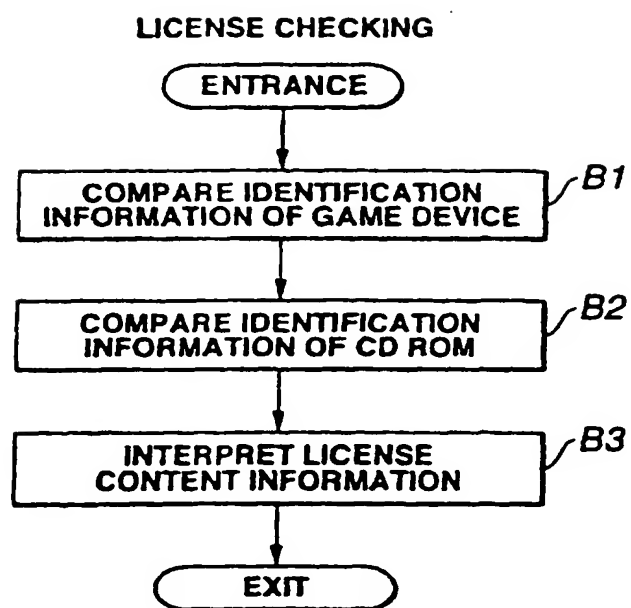 LICENSE CHECKING
ENTRANCE
COMPARE IDENTIFICATION
INFORMATION OF GAME DEVICE
B1
COMPARE IDENTIFICATION
INFORMATION OF CD ROM
B2
INTERPRET LICENSE
CONTENT INFORMATION
B3
EXIT